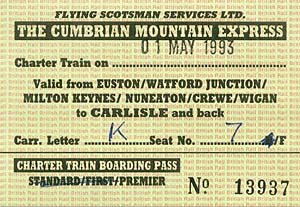 FLYING SCOTSMAN SERVICES LTD.
THE CUMBRIAN MOUNTAIN EXPRESS
01 MAY 1993
Charter Train on
Valid from EUSTON/WATFORD JUNCTION/
MILTON KEYNES/ NUNEATON/CREWE/WIGAN
to CARLISLE and back
Carr. Letter K Seat No. 7 /F
CHARTER TRAIN BOARDING PASS
STANDARD/FIRST/PREMIER
No 13937